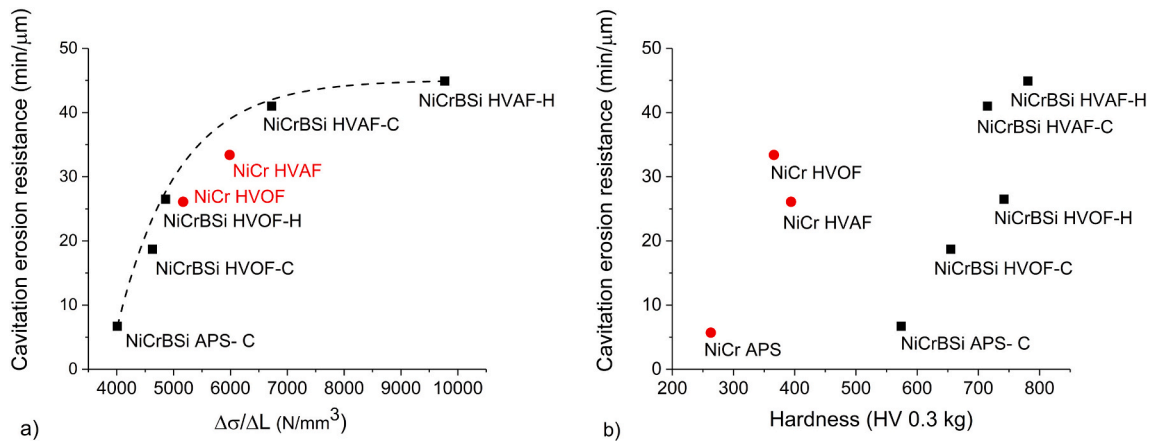 Cavitation erosion resistance (min/μm)
50
40
30
20
10
0
NiCrBSi HVAF-H
NiCrBSi HVAF-C
NiCr HVAF
NiCr HVOF
NiCrBSi HVOF-H
NiCrBSi HVOF-C
NiCrBSi APS- C
4000 5000 6000 7000 8000 9000 10000
Δσ/ΔL (N/mm³)
a)
Cavitation erosion resistance (min/μm)
50
40
30
20
10
0
NiCrBSi HVAF-H
NiCrBSi HVAF-C
NiCr HVOF
NiCr HVAF
NiCrBSi HVOF-H
NiCrBSi HVOF-C
NiCr APS
NiCrBSi APS- C
200 300 400 500 600 700 800
Hardness (HV 0.3 kg)
b)